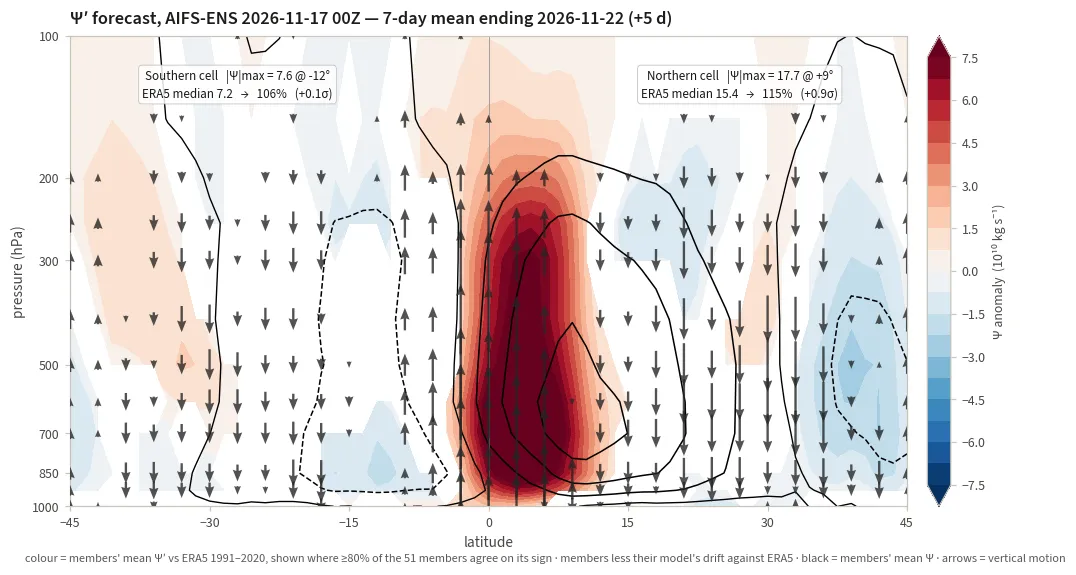 Ψ′ forecast, AIFS-ENS 2026-11-17 00Z — 7-day mean ending 2026-11-22 (+5 d)
Southern cell |Ψ|max = 7.6 @ -12°
ERA5 median 7.2 → 106% (+0.1σ)
Northern cell |Ψ|max = 17.7 @ +9°
ERA5 median 15.4 → 115% (+0.9σ)
pressure (hPa)
100
200
300
400
500
700
850
1000
−45
−30
−15
0
15
30
45
latitude
7.5
6.0
4.5
3.0
1.5
0.0
−1.5
−3.0
−4.5
−6.0
−7.5
Ψ anomaly (10¹⁰ kg s⁻¹)
colour = members' mean Ψ′ vs ERA5 1991–2020, shown where ≥80% of the 51 members agree on its sign · members less their model's drift against ERA5 · black = members' mean Ψ · arrows = vertical motion